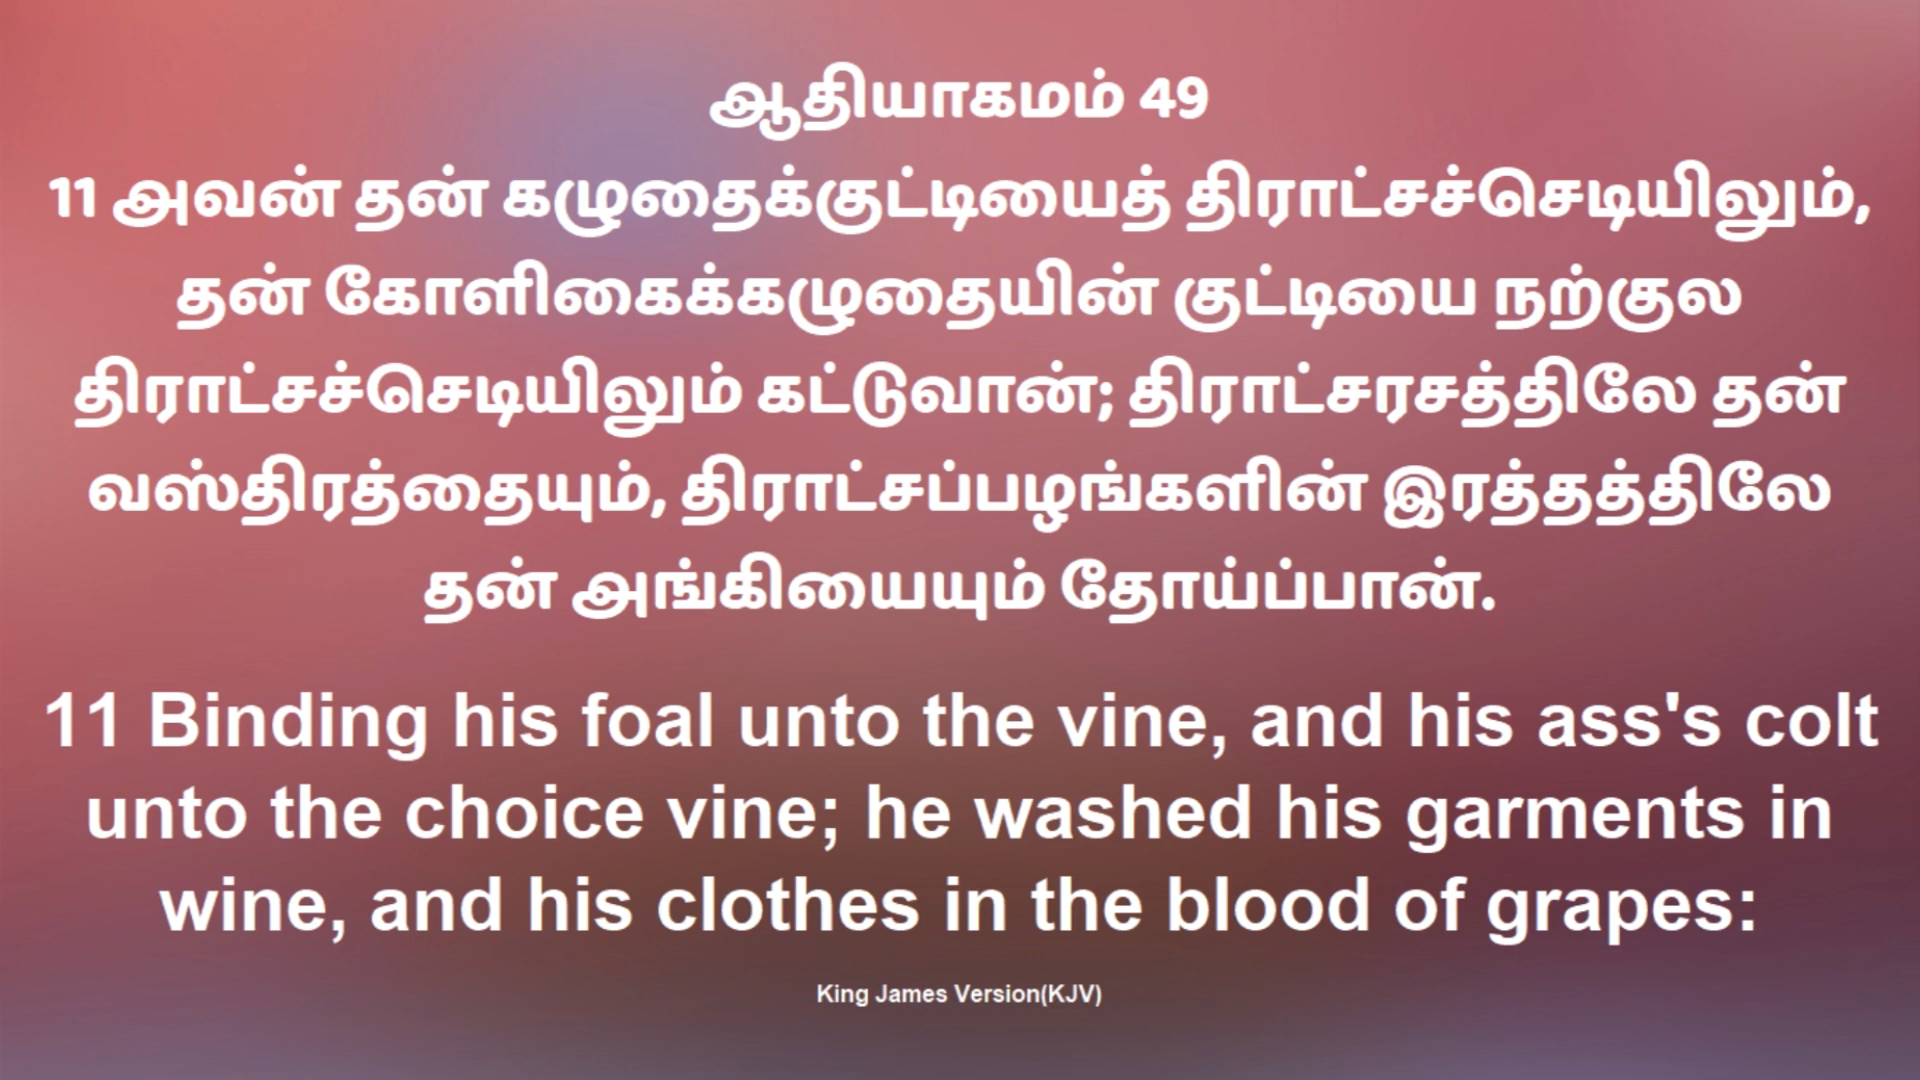 ஆதியாகமம் 49
11 அவன் தன் கழுதைக்குட்டியைத் திராட்சச்செடியிலும்,
தன் கோளிகைக்கழுதையின் குட்டியை நற்குல
திராட்சச்செடியிலும் கட்டுவான்; திராட்சரசத்திலே தன்
வஸ்திரத்தையும், திராட்சப்பழங்களின் இரத்தத்திலே
தன் அங்கியையும் தோய்ப்பான்.
11 Binding his foal unto the vine, and his ass's colt
unto the choice vine; he washed his garments in
wine, and his clothes in the blood of grapes:
King James Version(KJV)